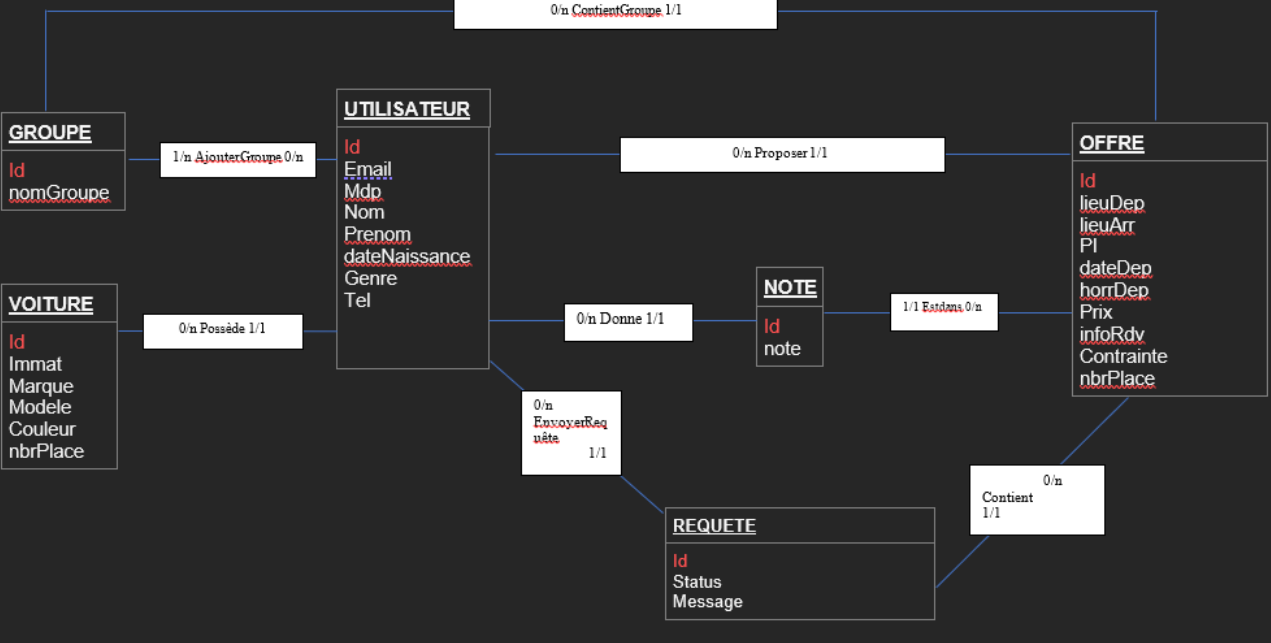 0/n ContientGroupe 1/1
GROUPE
Id
nomGroupe
1/n AjouterGroupe 0/n
UTILISATEUR
Id
Email
Mdp
Nom
Prenom
dateNaissance
Genre
Tel
0/n Proposer 1/1
OFFRE
Id
lieuDep
lieuArr
PI
dateDep
horrDep
Prix
infoRdv
Contrainte
nbrPlace
VOITURE
Id
Immat
Marque
Modele
Couleur
nbrPlace
0/n Possède 1/1
0/n Donne 1/1
NOTE
Id
note
1/1 Estdans 0/n
0/n
EnvoyerReq
uête
1/1
REQUETE
Id
Status
Message
0/n
Contient
1/1